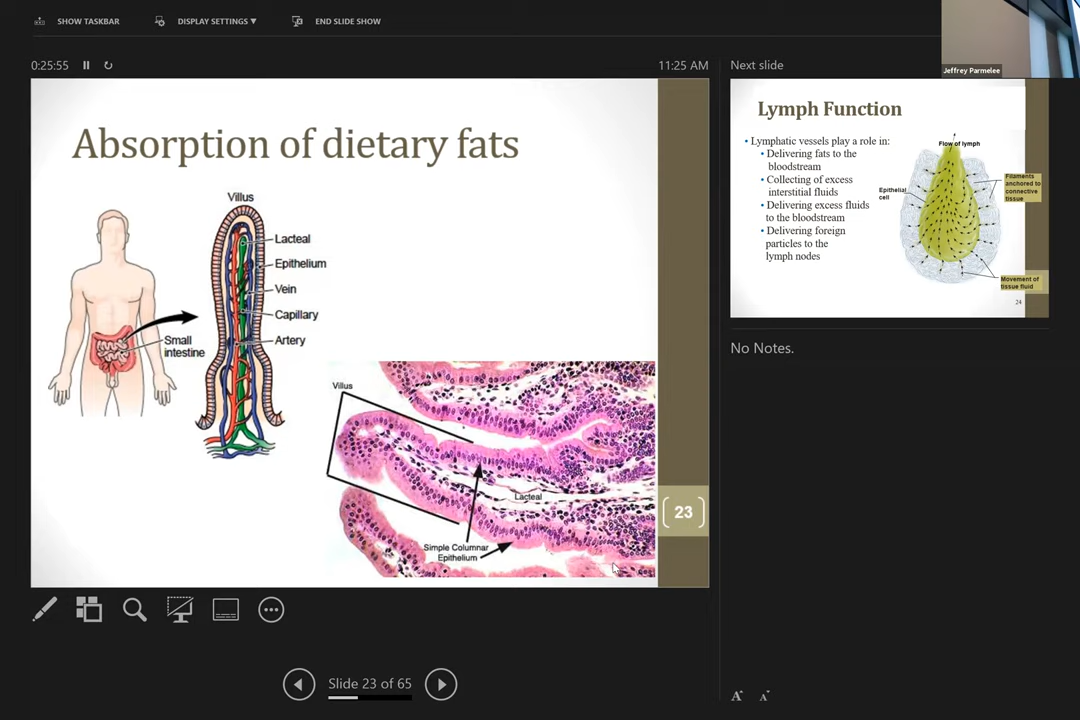 SHOW TASKBAR
DISPLAY SETTINGS ▼
END SLIDE SHOW
Jeffrey Parmelee
0:25:55
11:25 AM
Absorption of dietary fats
Villus
Lacteal
Epithelium
Vein
Capillary
Artery
Small
intestine
Villus
Lacteal
Simple Columnar
Epithelium
23
Slide 23 of 65
Next slide
Lymph Function
• Lymphatic vessels play a role in:
• Delivering fats to the
bloodstream
• Collecting of excess
interstitial fluids
• Delivering excess fluids
to the bloodstream
• Delivering foreign
particles to the
lymph nodes
Flow of lymph
Epithelial
cell
Filaments
anchored to
connective
tissue
Movement of
tissue fluid
24
No Notes.
A A